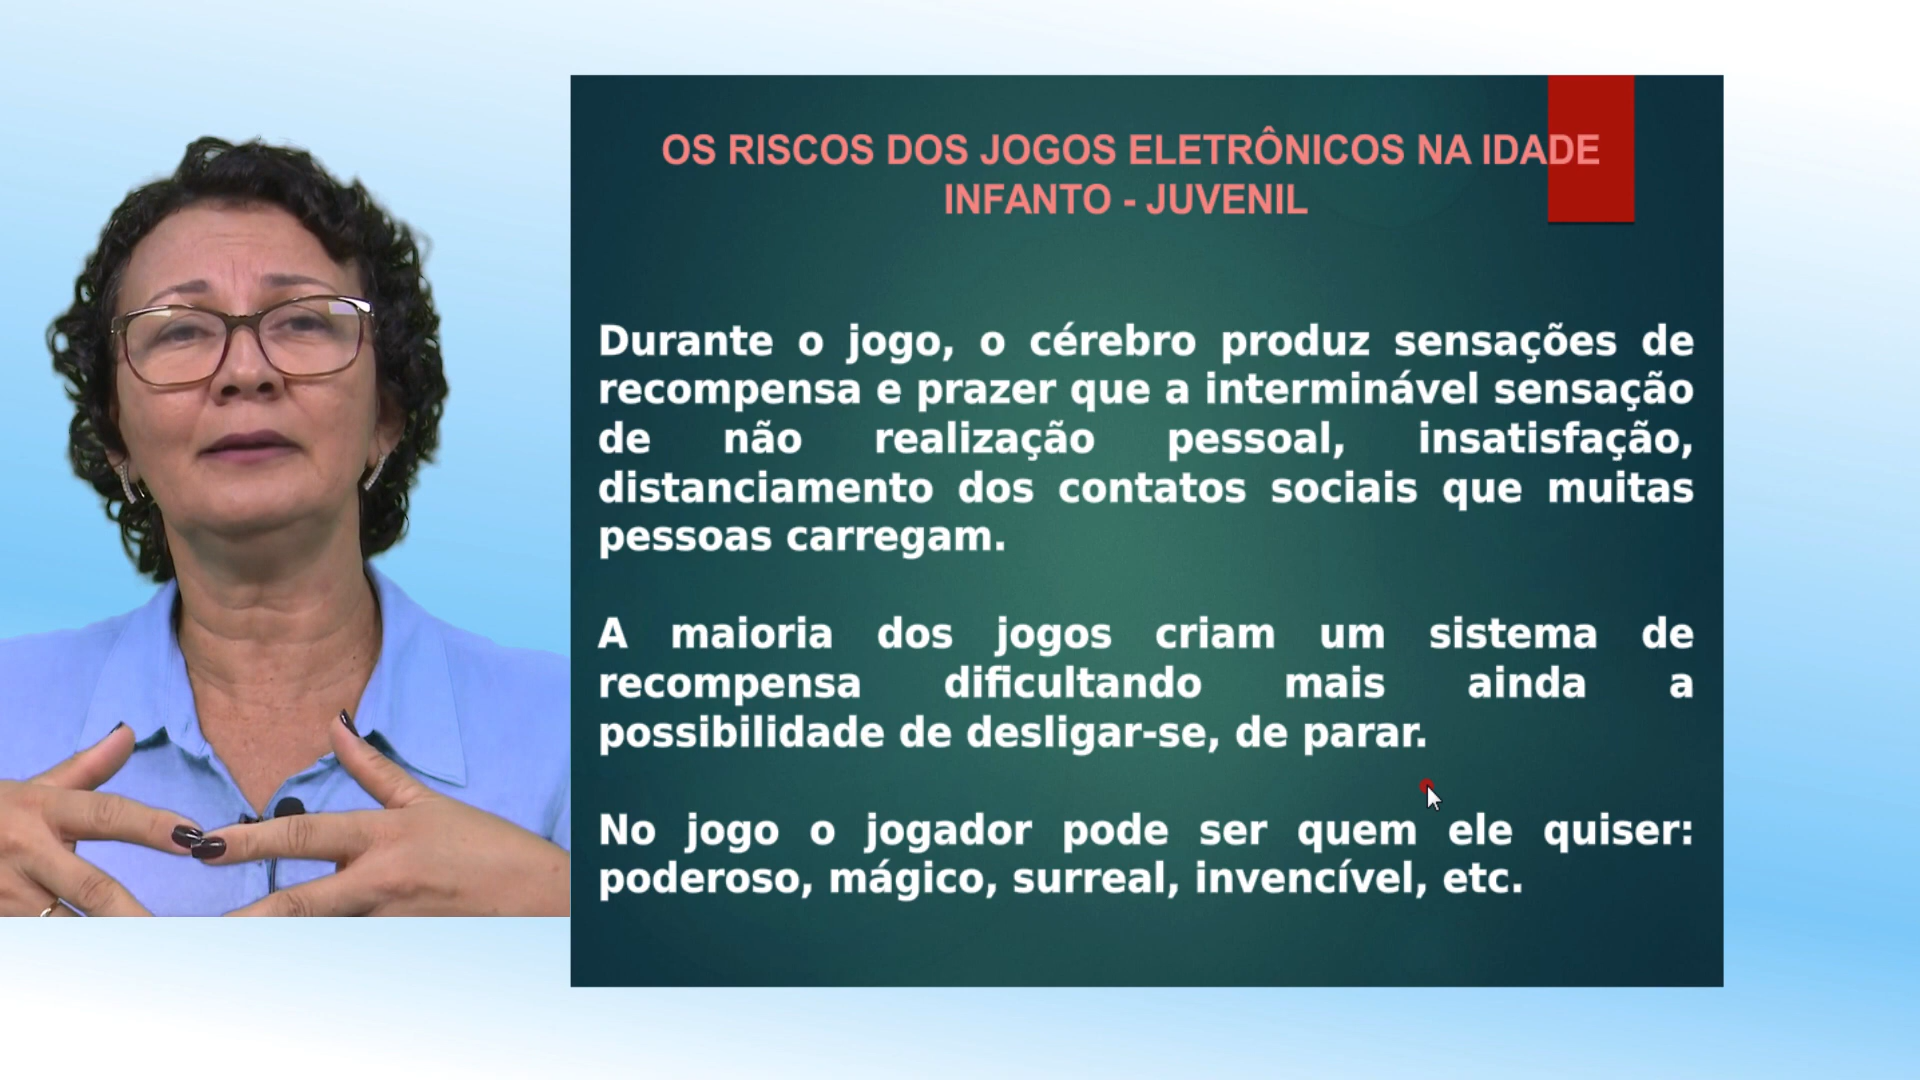 OS RISCOS DOS JOGOS ELETRÔNICOS NA IDADE
INFANTO - JUVENIL
Durante o jogo, o cérebro produz sensações de
recompensa e prazer que a interminável sensação
de não realização pessoal, insatisfação,
distanciamento dos contatos sociais que muitas
pessoas carregam.
A maioria dos jogos criam um sistema de
recompensa dificultando mais ainda a
possibilidade de desligar-se, de parar.
No jogo o jogador pode ser quem ele quiser:
poderoso, mágico, surreal, invencível, etc.